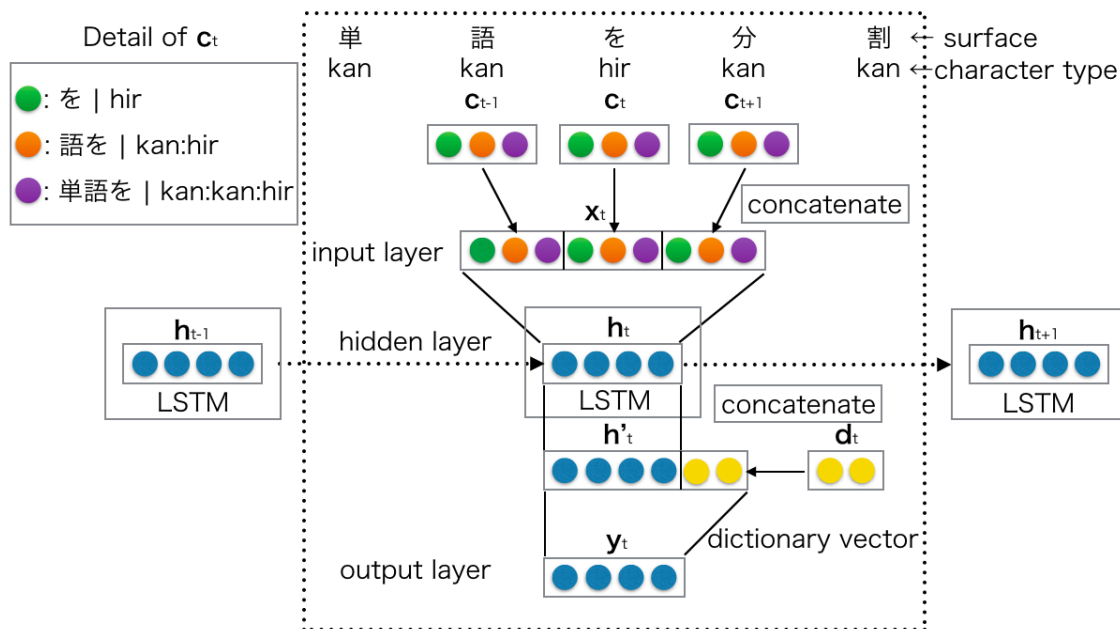 Detail of ct
: を | hir
: 語を | kan:hir
: 単語を | kan:kan:hir
単 語 を 分 割 ← surface
kan kan hir kan kan ←character type
ct-1 ct ct+1
xt
concatenate
input layer
hidden layer
ht-1
LSTM
ht
LSTM
ht+1
LSTM
concatenate
h't
dt
dictionary vector
yt
output layer